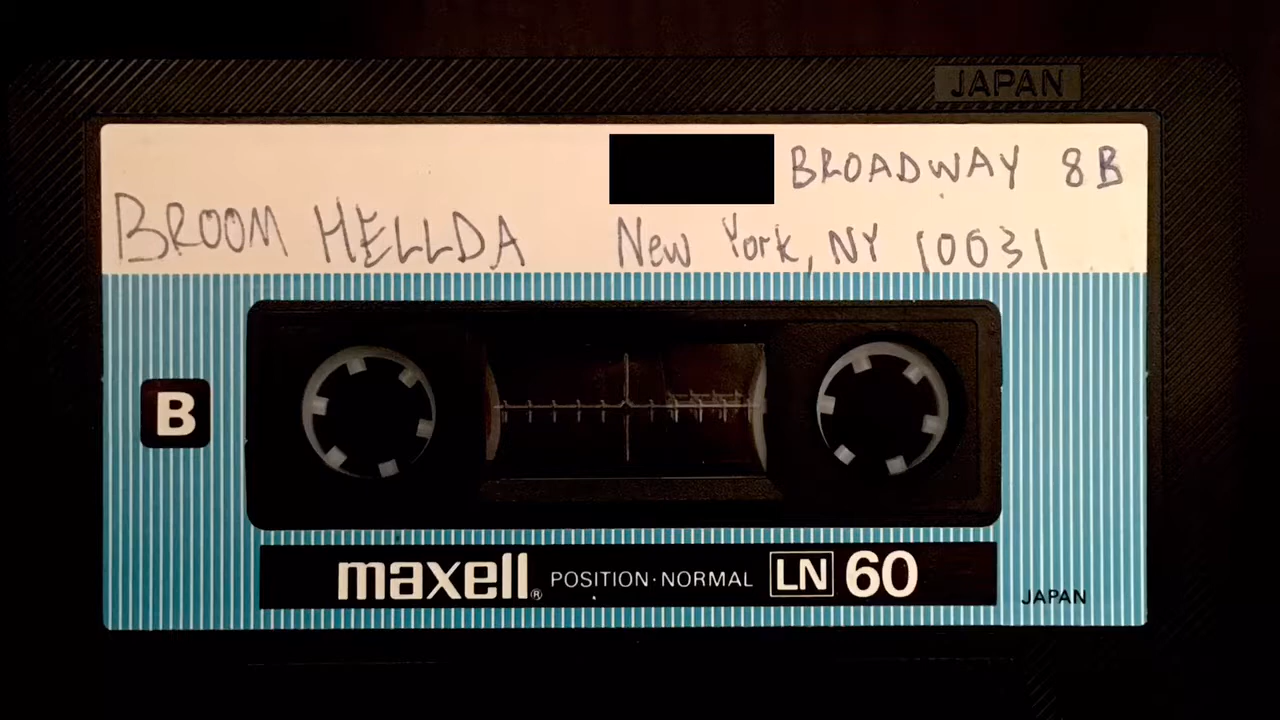 JAPAN
BROADWAY 8B
BROOM HELLDA New York, NY 10031
B
maxell® POSITION·NORMAL LN 60
JAPAN